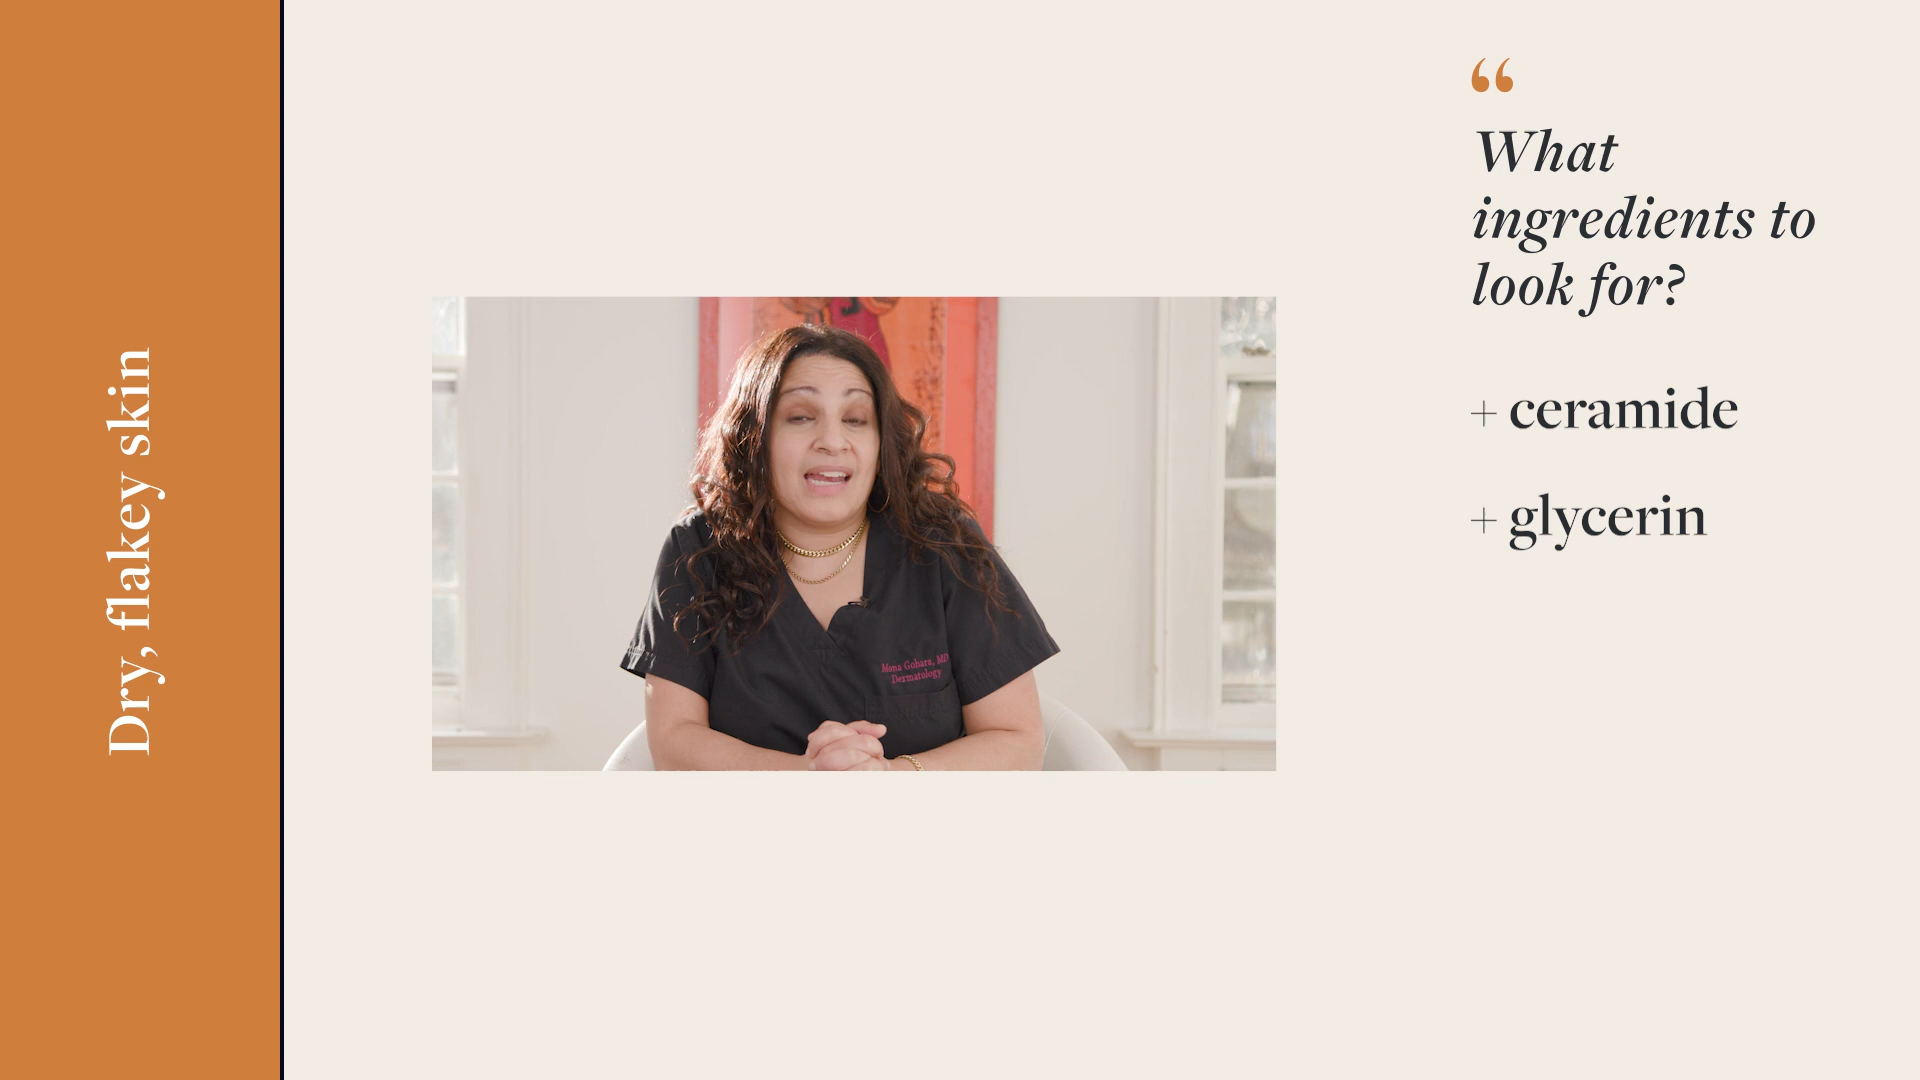 Dry, flakey skin
“
What
ingredients to
look for?
+ ceramide
+ glycerin
Mona Gohara, MD
Dermatology